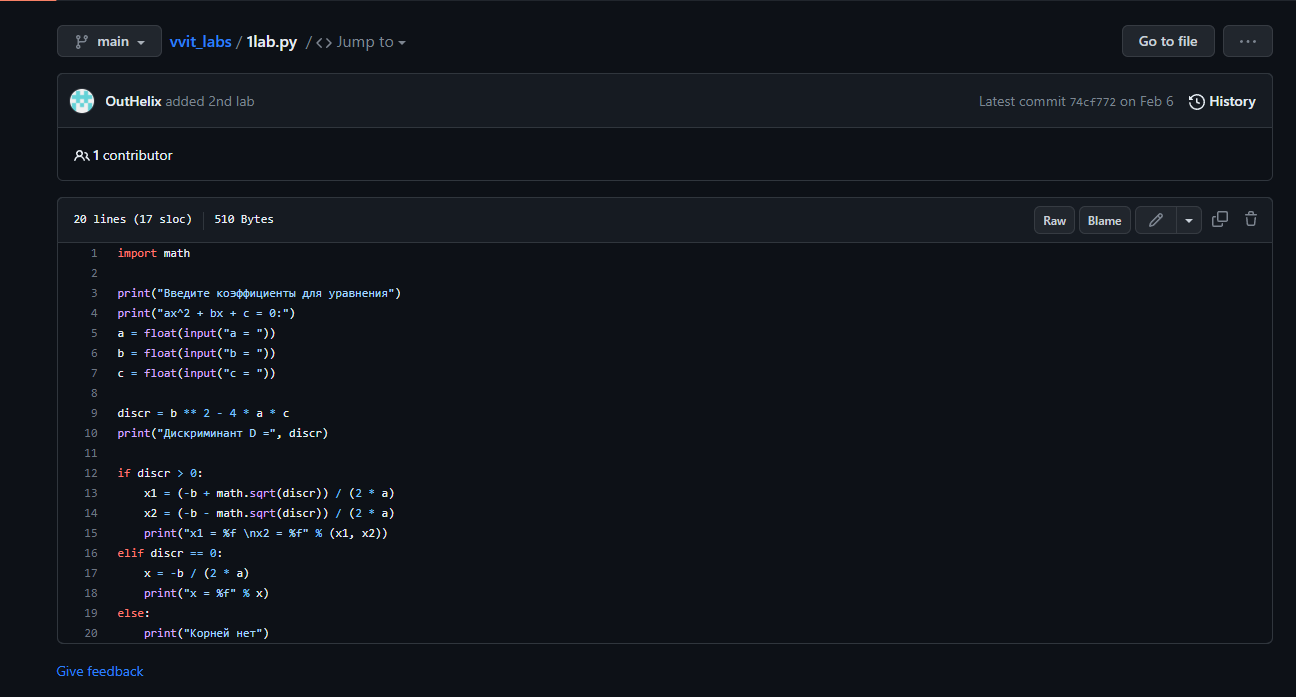 main vvit_labs / 1lab.py / <> Jump to Go to file ...
OutHelix added 2nd lab Latest commit 74cf772 on Feb 6 History
1 contributor
20 lines (17 sloc) 510 Bytes Raw Blame
1 import math
2
3 print("Введите коэффициенты для уравнения")
4 print("ax^2 + bx + c = 0:")
5 a = float(input("a = "))
6 b = float(input("b = "))
7 c = float(input("c = "))
8
9 discr = b ** 2 - 4 * a * c
10 print("Дискриминант D =", discr)
11
12 if discr > 0:
13     x1 = (-b + math.sqrt(discr)) / (2 * a)
14     x2 = (-b - math.sqrt(discr)) / (2 * a)
15     print("x1 = %f \nx2 = %f" % (x1, x2))
16 elif discr == 0:
17     x = -b / (2 * a)
18     print("x = %f" % x)
19 else:
20     print("Корней нет")
Give feedback